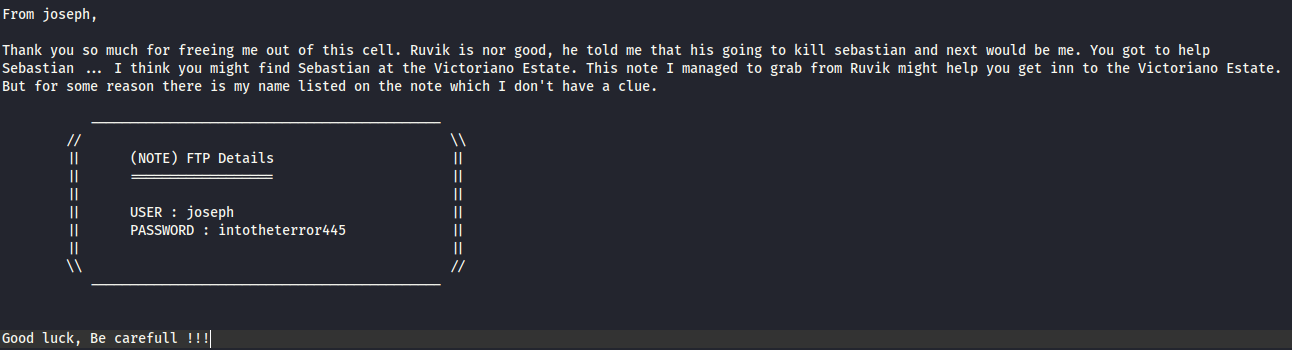 From joseph,
Thank you so much for freeing me out of this cell. Ruvik is nor good, he told me that his going to kill sebastian and next would be me. You got to help
Sebastian ... I think you might find Sebastian at the Victoriano Estate. This note I managed to grab from Ruvik might help you get inn to the Victoriano Estate.
But for some reason there is my name listed on the note which I don't have a clue.
---------------------------------------
// \\
|| (NOTE) FTP Details ||
|| ================== ||
|| ||
|| USER : joseph ||
|| PASSWORD : intotheterror445 ||
|| ||
\\ //
---------------------------------------
Good luck, Be carefull !!!